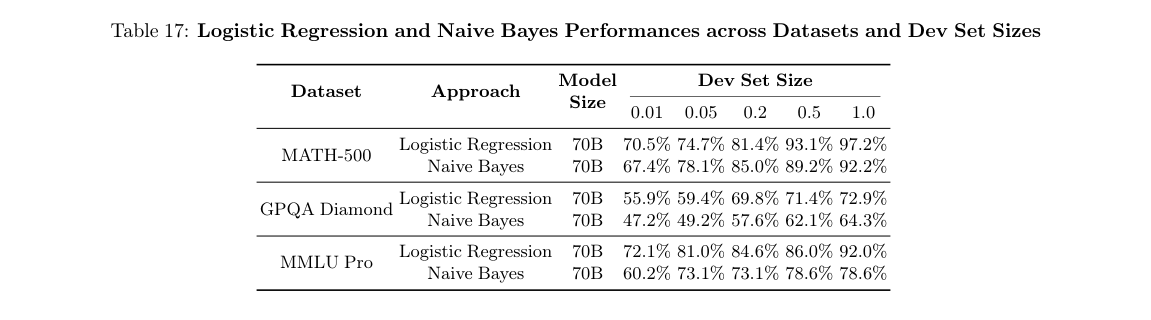 Table 17: Logistic Regression and Naive Bayes Performances across Datasets and Dev Set Sizes
Dataset Approach Model Size Dev Set Size
0.01 0.05 0.2 0.5 1.0
MATH-500 Logistic Regression 70B 70.5% 74.7% 81.4% 93.1% 97.2%
Naive Bayes 70B 67.4% 78.1% 85.0% 89.2% 92.2%
GPQA Diamond Logistic Regression 70B 55.9% 59.4% 69.8% 71.4% 72.9%
Naive Bayes 70B 47.2% 49.2% 57.6% 62.1% 64.3%
MMLU Pro Logistic Regression 70B 72.1% 81.0% 84.6% 86.0% 92.0%
Naive Bayes 70B 60.2% 73.1% 73.1% 78.6% 78.6%